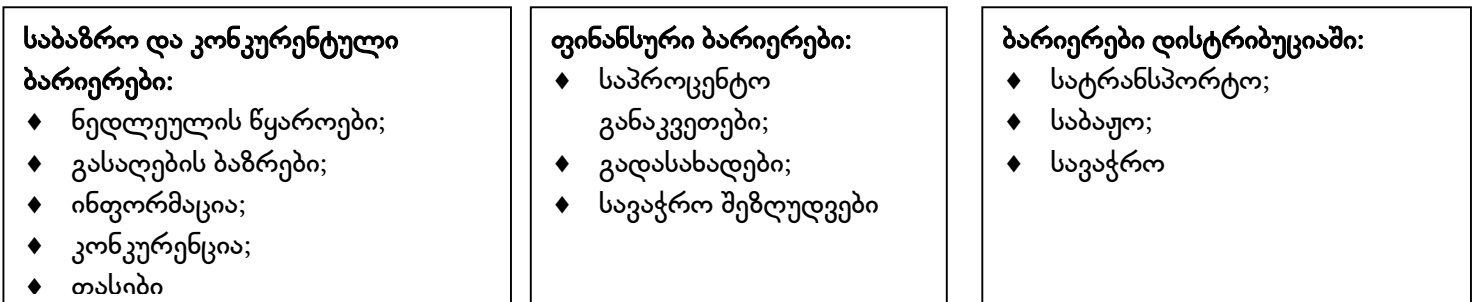 საბაზრო და კონკურენტული
ბარიერები:
♦ ნედლეულის წყაროები;
♦ გასაღების ბაზრები;
♦ ინფორმაცია;
♦ კონკურენცია;
♦ ფასები
ფინანსური ბარიერები:
♦ საპროცენტო
განაკვეთები;
♦ გადასახადები;
♦ სავაჭრო შეზღუდვები
ბარიერები დისტრიბუციაში:
♦ სატრანსპორტო;
♦ საბაჟო;
♦ სავაჭრო